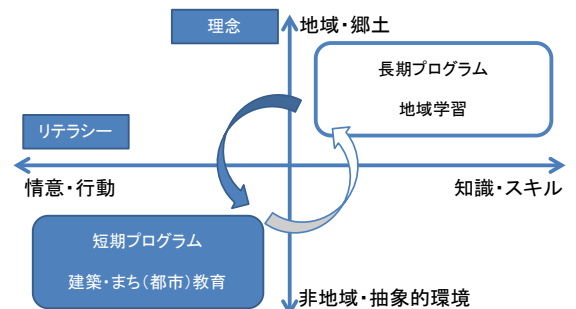 理念
地域・郷土
長期プログラム
地域学習
リテラシー
情意・行動
知識・スキル
短期プログラム
建築・まち(都市)教育
非地域・抽象的環境